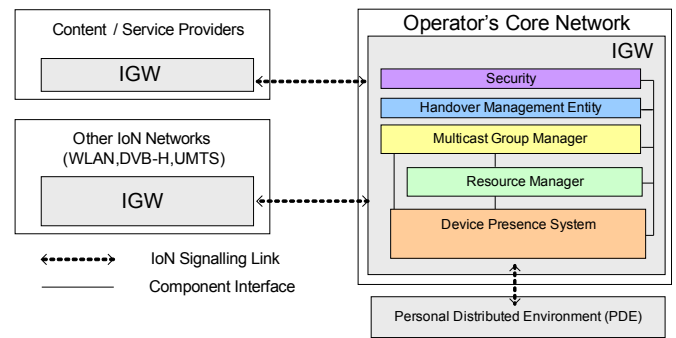 Content / Service Providers
IGW
Other IoN Networks
(WLAN,DVB-H,UMTS)
IGW
IoN Signalling Link
Component Interface
Operator's Core Network
IGW
Security
Handover Management Entity
Multicast Group Manager
Resource Manager
Device Presence System
Personal Distributed Environment (PDE)